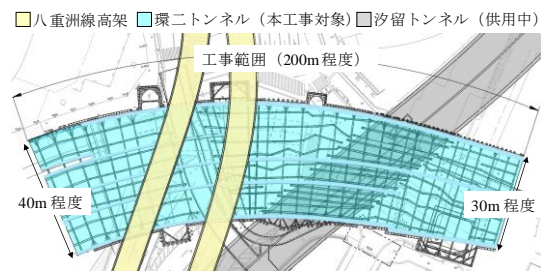 八重洲線高架 環二トンネル（本工事対象） 汐留トンネル（供用中）
工事範囲（200m 程度）
40m 程度
30m 程度